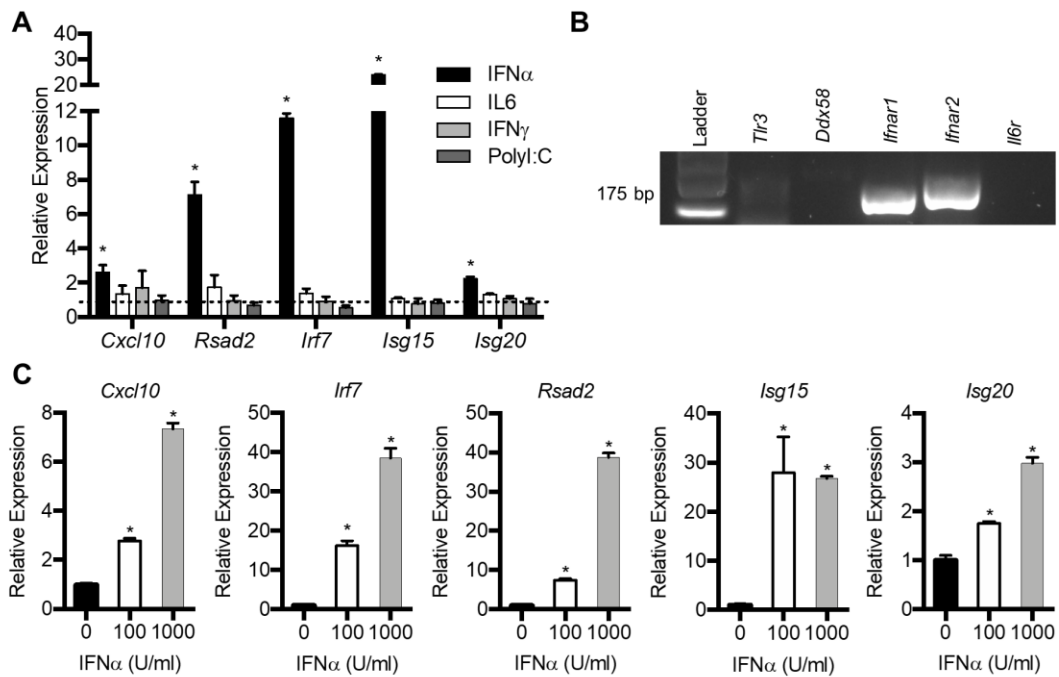 A
Relative Expression
40
30
20
12
10
8
6
4
2
0
*
*
*
*
*
IFNα
IL6
IFNγ
PolyI:C
Cxcl10 Rsad2 Irf7 Isg15 Isg20
B
Ladder
Tlr3
Ddx58
Ifnar1
Ifnar2
Il6r
175 bp
C
Cxcl10
Relative Expression
8
6
4
2
0
*
*
0 100 1000
IFNα (U/ml)
Irf7
Relative Expression
50
40
30
20
10
0
*
*
0 100 1000
IFNα (U/ml)
Rsad2
Relative Expression
50
40
30
20
10
0
*
*
0 100 1000
IFNα (U/ml)
Isg15
Relative Expression
40
30
20
10
0
*
*
0 100 1000
IFNα (U/ml)
Isg20
Relative Expression
4
3
2
1
0
*
*
0 100 1000
IFNα (U/ml)